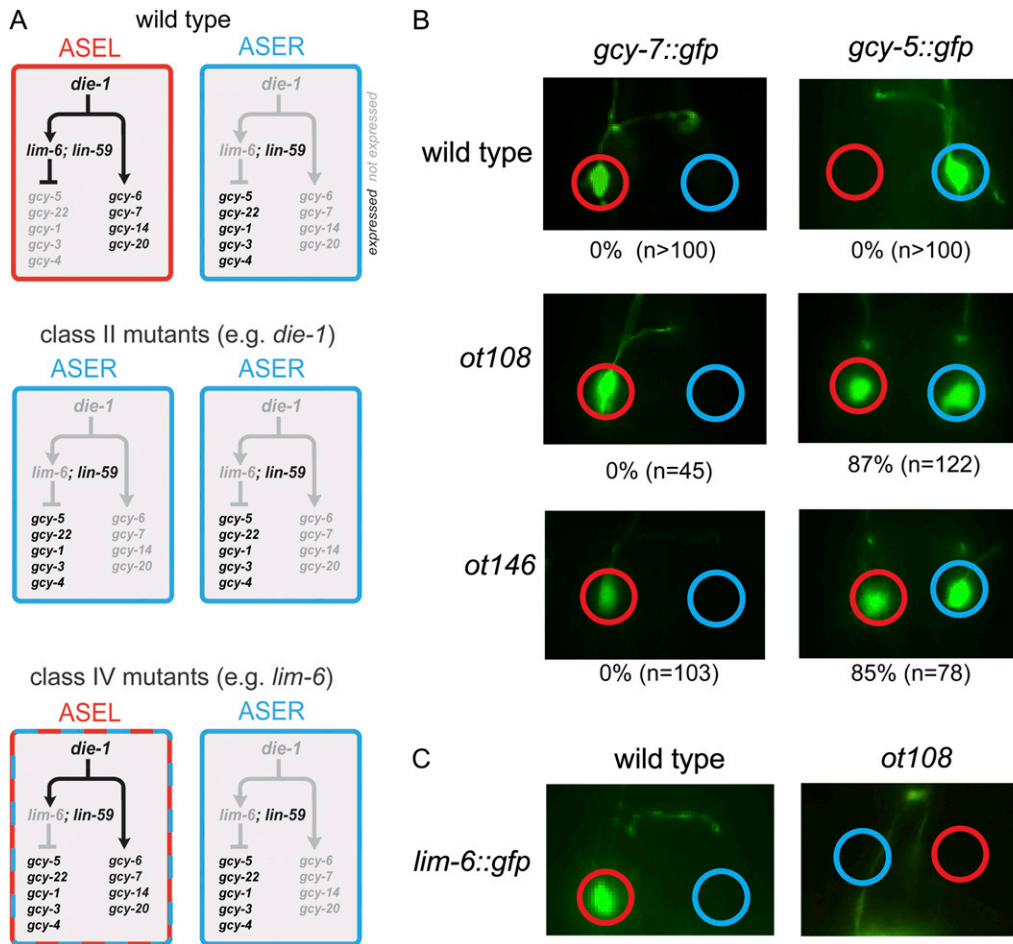 A
wild type
ASEL
ASER
die-1
lim-6; lin-59
gcy-5
gcy-22
gcy-1
gcy-3
gcy-4
gcy-6
gcy-7
gcy-14
gcy-20
die-1
lim-6; lin-59
gcy-5
gcy-22
gcy-1
gcy-3
gcy-4
gcy-6
gcy-7
gcy-14
gcy-20
expressed not expressed
class II mutants (e.g. die-1)
ASER
ASER
die-1
lim-6; lin-59
gcy-5
gcy-22
gcy-1
gcy-3
gcy-4
gcy-6
gcy-7
gcy-14
gcy-20
die-1
lim-6; lin-59
gcy-5
gcy-22
gcy-1
gcy-3
gcy-4
gcy-6
gcy-7
gcy-14
gcy-20
class IV mutants (e.g. lim-6)
ASEL
ASER
die-1
lim-6; lin-59
gcy-5
gcy-22
gcy-1
gcy-3
gcy-4
gcy-6
gcy-7
gcy-14
gcy-20
die-1
lim-6; lin-59
gcy-5
gcy-22
gcy-1
gcy-3
gcy-4
gcy-6
gcy-7
gcy-14
gcy-20
B
gcy-7::gfp
gcy-5::gfp
wild type
0% (n>100)
0% (n>100)
ot108
0% (n=45)
87% (n=122)
ot146
0% (n=103)
85% (n=78)
C
wild type
ot108
lim-6::gfp